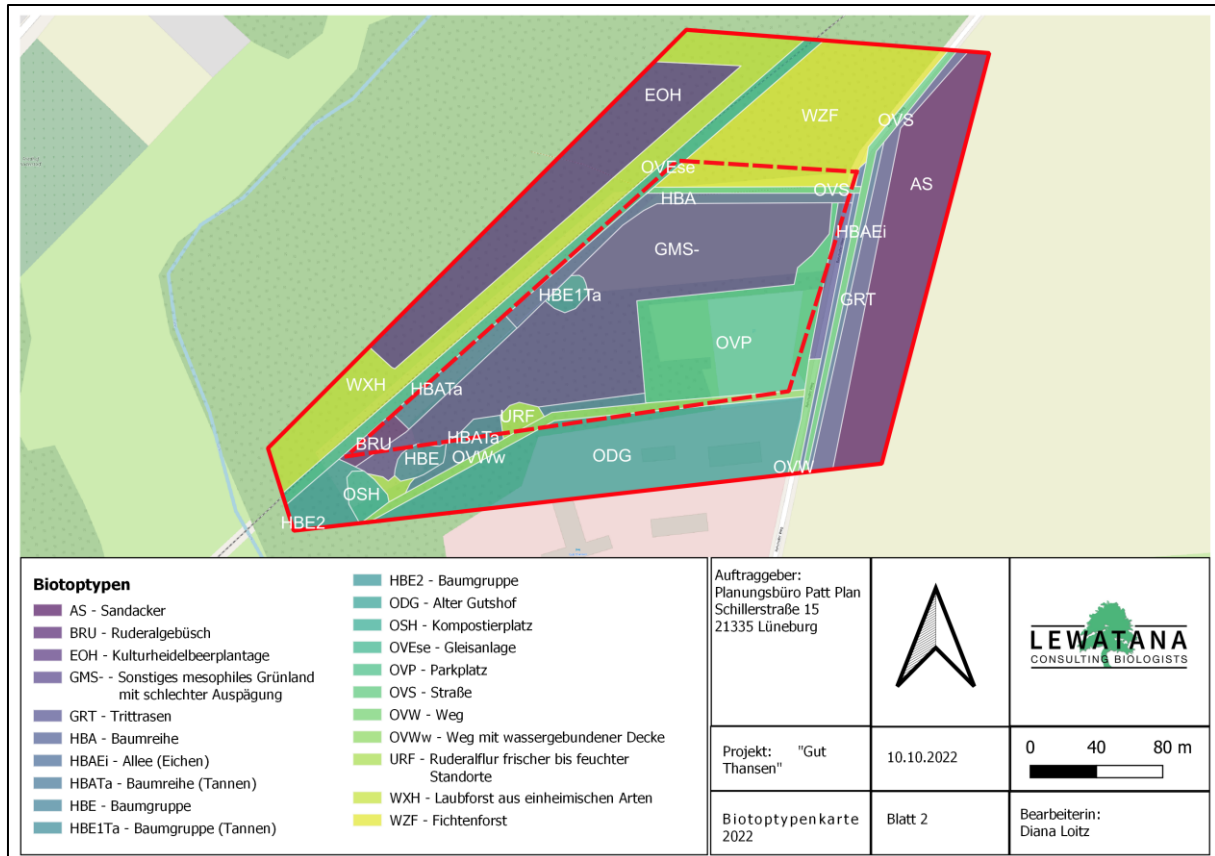 EOH
WZF
OVS
AS
OVEse
OVS
HBA
HBAEi
GMS-
HBE1Ta
GRT
OVP
WXH
HBATa
URF
BRU
HBATa
HBE
OVWw
ODG
OVW
OSH
HBE2
Biotoptypen
AS - Sandacker
BRU - Ruderalgebüsch
EOH - Kulturheidelbeerplantage
GMS- - Sonstiges mesophiles Grünland
mit schlechter Auspägung
GRT - Trittrasen
HBA - Baumreihe
HBAEi - Allee (Eichen)
HBATa - Baumreihe (Tannen)
HBE - Baumgruppe
HBE1Ta - Baumgruppe (Tannen)
HBE2 - Baumgruppe
ODG - Alter Gutshof
OSH - Kompostierplatz
OVEse - Gleisanlage
OVP - Parkplatz
OVS - Straße
OVW - Weg
OVWw - Weg mit wassergebundener Decke
URF - Ruderalflur frischer bis feuchter
Standorte
WXH - Laubforst aus einheimischen Arten
WZF - Fichtenforst
Auftraggeber:
Planungsbüro Patt Plan
Schillerstraße 15
21335 Lüneburg
LEWATANA
CONSULTING BIOLOGISTS
Projekt: "Gut
Thansen"
10.10.2022
0 40 80 m
Biotoptypenkarte
2022
Blatt 2
Bearbeiterin:
Diana Loitz